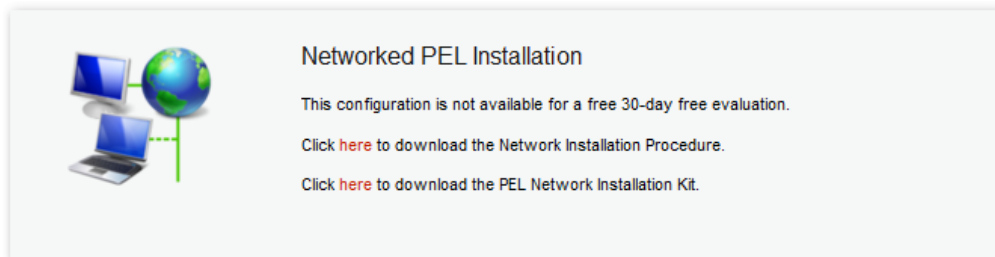 Networked PEL Installation
This configuration is not available for a free 30-day free evaluation.
Click here to download the Network Installation Procedure.
Click here to download the PEL Network Installation Kit.